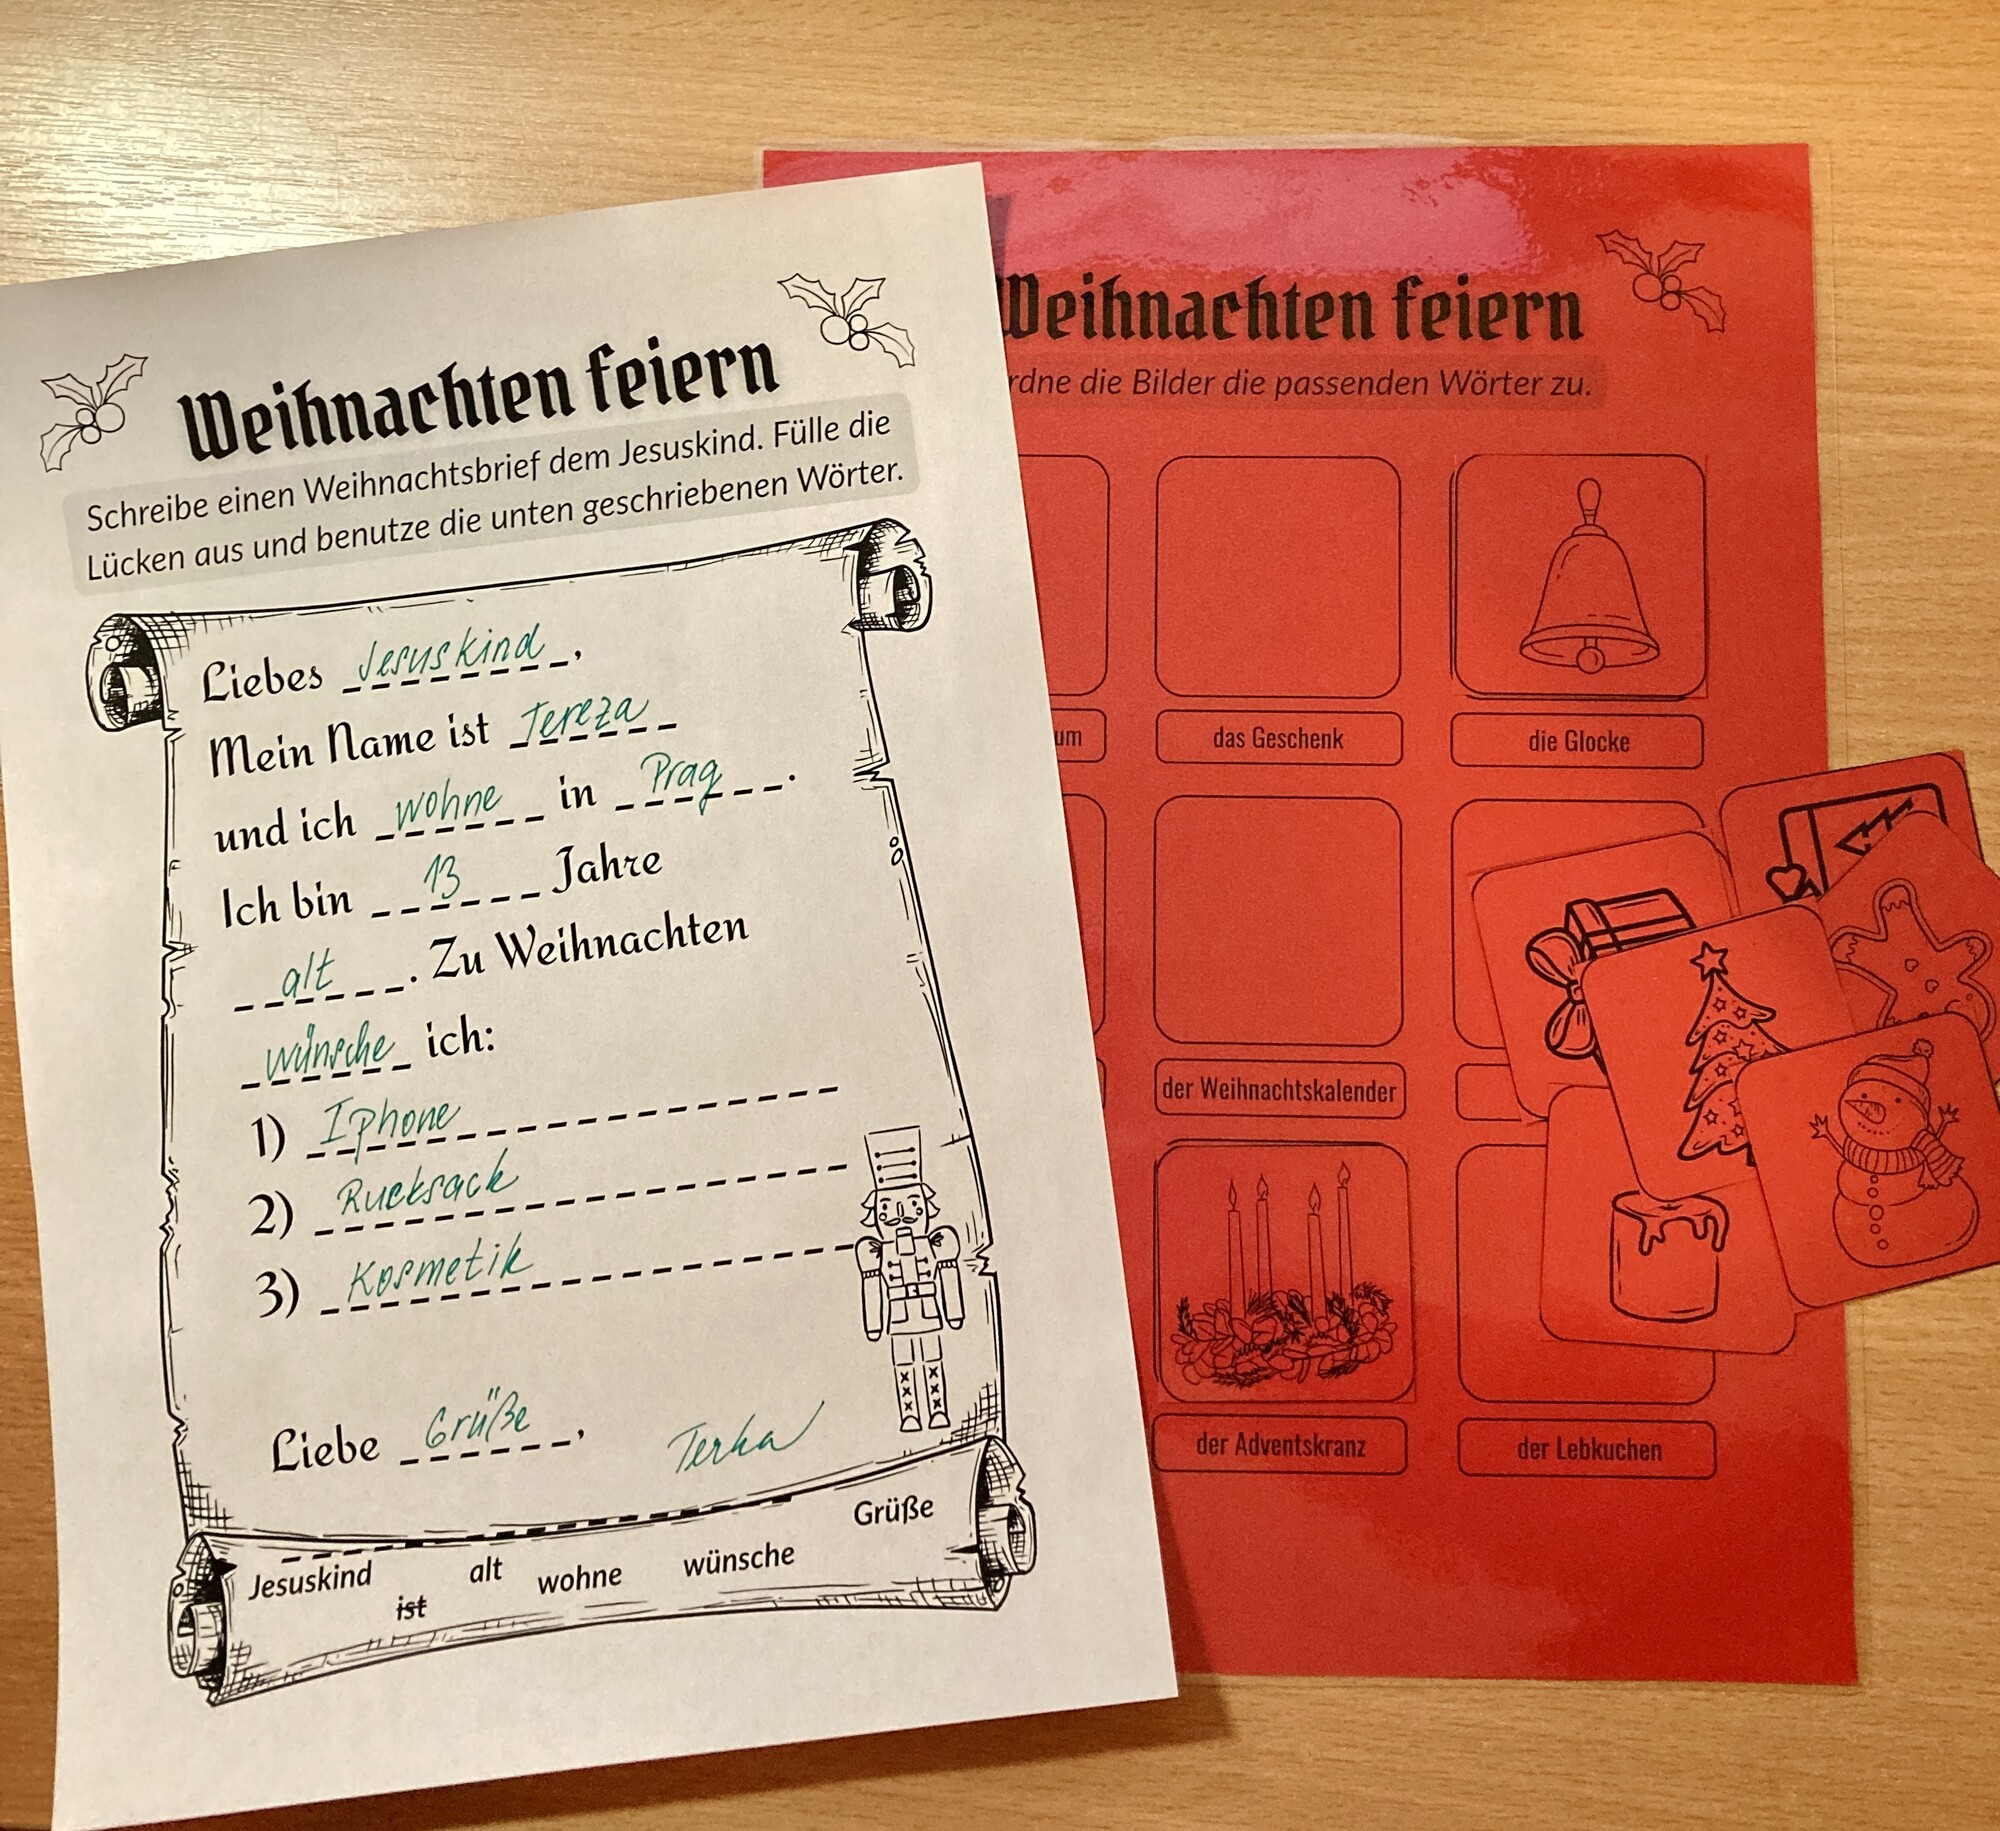 Weihnachten feiern
Schreibe einen Weihnachtsbrief dem Jesuskind. Fülle die
Lücken aus und benutze die unten geschriebenen Wörter.
Liebes Jesuskind,
Mein Name ist Tereza
und ich wohne in Prag.
Ich bin 13 Jahre
alt. Zu Weihnachten
wünsche ich:
1) Iphone
2) Rucksack
3) Kosmetik
Liebe Grüße,
Terka
Grüße
Jesuskind alt wohne wünsche
ist
Weihnachten feiern
rdne die Bilder die passenden Wörter zu.
um das Geschenk die Glocke
der Weihnachtskalender
der Adventskranz der Lebkuchen